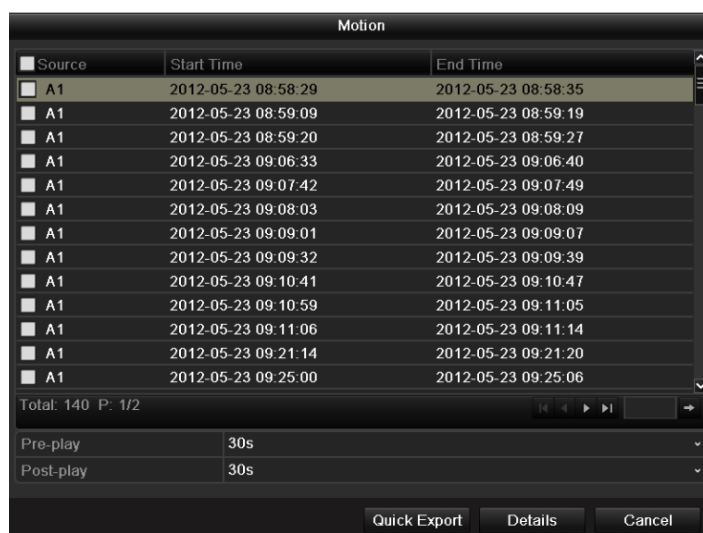 Motion
Source Start Time End Time
A1 2012-05-23 08:58:29 2012-05-23 08:58:35
A1 2012-05-23 08:59:09 2012-05-23 08:59:19
A1 2012-05-23 08:59:20 2012-05-23 08:59:27
A1 2012-05-23 09:06:33 2012-05-23 09:06:40
A1 2012-05-23 09:07:42 2012-05-23 09:07:49
A1 2012-05-23 09:08:03 2012-05-23 09:08:09
A1 2012-05-23 09:09:01 2012-05-23 09:09:07
A1 2012-05-23 09:09:32 2012-05-23 09:09:39
A1 2012-05-23 09:10:41 2012-05-23 09:10:47
A1 2012-05-23 09:10:59 2012-05-23 09:11:05
A1 2012-05-23 09:11:06 2012-05-23 09:11:14
A1 2012-05-23 09:21:14 2012-05-23 09:21:20
A1 2012-05-23 09:25:00 2012-05-23 09:25:06
Total: 140 P: 1/2
Pre-play 30s
Post-play 30s
Quick Export Details Cancel